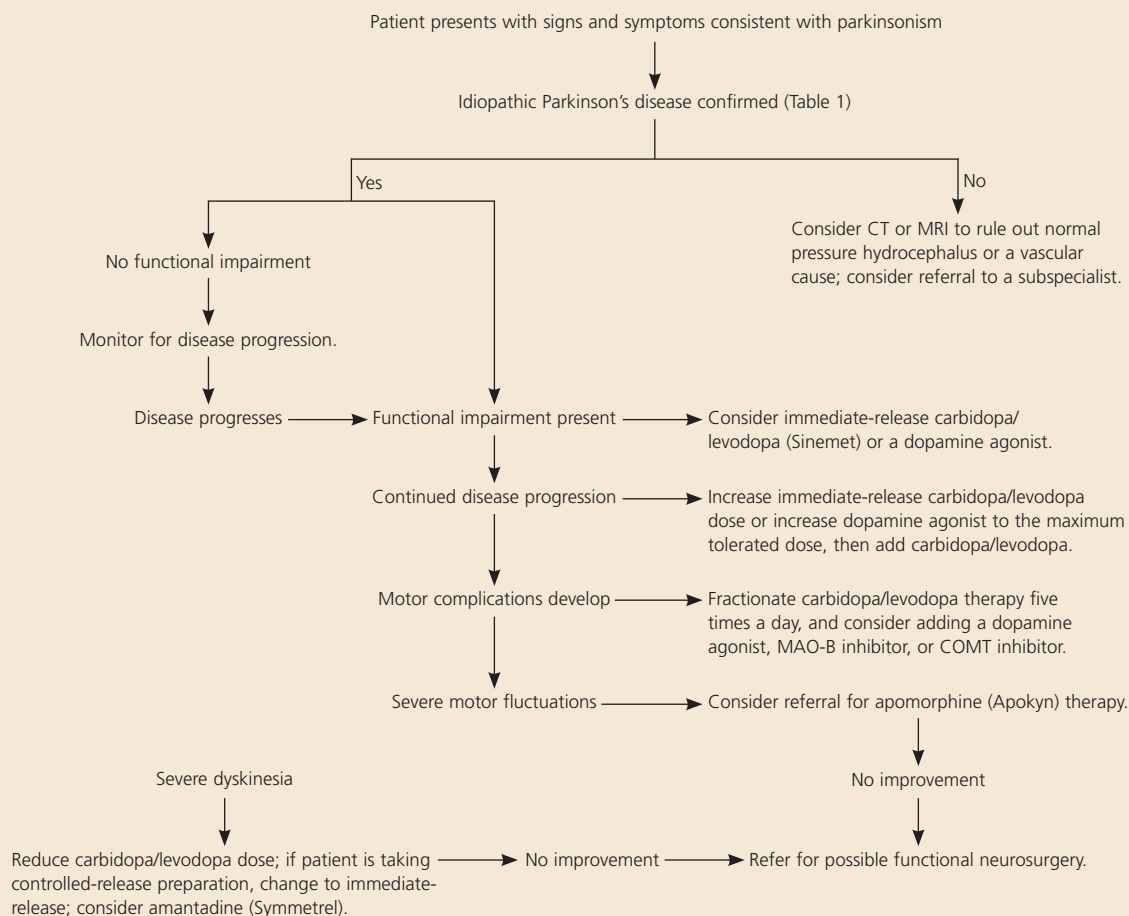 Patient presents with signs and symptoms consistent with parkinsonism
Idiopathic Parkinson's disease confirmed (Table 1)
Yes
No
Consider CT or MRI to rule out normal
pressure hydrocephalus or a vascular
cause; consider referral to a subspecialist.
No functional impairment
Monitor for disease progression.
Disease progresses
Functional impairment present
Consider immediate-release carbidopa/
levodopa (Sinemet) or a dopamine agonist.
Continued disease progression
Increase immediate-release carbidopa/levodopa
dose or increase dopamine agonist to the maximum
tolerated dose, then add carbidopa/levodopa.
Motor complications develop
Fractionate carbidopa/levodopa therapy five
times a day, and consider adding a dopamine
agonist, MAO-B inhibitor, or COMT inhibitor.
Severe motor fluctuations
Consider referral for apomorphine (Apokyn) therapy.
Severe dyskinesia
No improvement
Reduce carbidopa/levodopa dose; if patient is taking
controlled-release preparation, change to immediate-
release; consider amantadine (Symmetrel).
No improvement
Refer for possible functional neurosurgery.